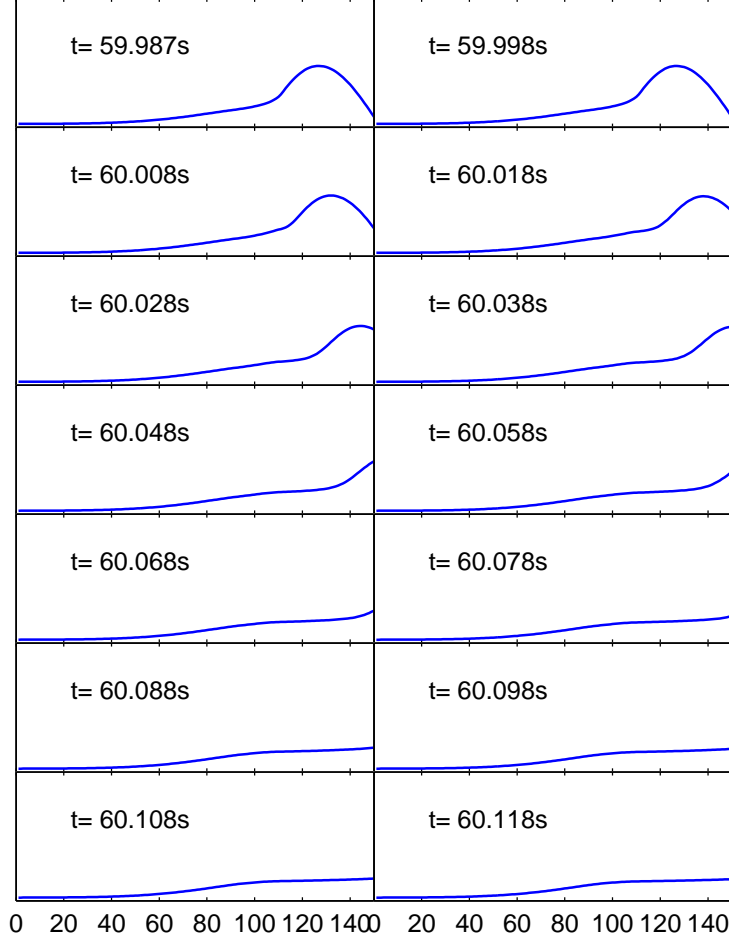 t= 59.987s
t= 59.998s
t= 60.008s
t= 60.018s
t= 60.028s
t= 60.038s
t= 60.048s
t= 60.058s
t= 60.068s
t= 60.078s
t= 60.088s
t= 60.098s
t= 60.108s
t= 60.118s
0 20 40 60 80 100 120 140 0 20 40 60 80 100 120 140